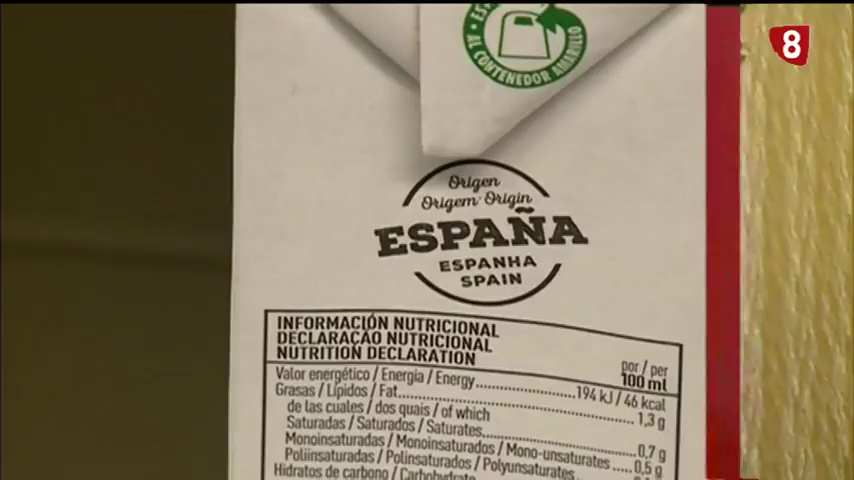 8
AL CONTENEDOR AMARILLO
Origen
Origem · Origin
ESPAÑA
ESPANHA
SPAIN
INFORMACIÓN NUTRICIONAL
DECLARAÇÃO NUTRICIONAL
NUTRITION DECLARATION
por / per
100 ml
Valor energético / Energia / Energy 194 kJ / 46 kcal
Grasas / Lípidos / Fat 1,3 g
de las cuales / dos quais / of which
Saturadas / Saturados / Saturates 0,7 g
Monoinsaturadas / Monoinsaturados / Mono-unsaturates 0,5 g
Poliinsaturadas / Polinsaturados / Polyunsaturates
Hidratos de carbono / Carbohydrate